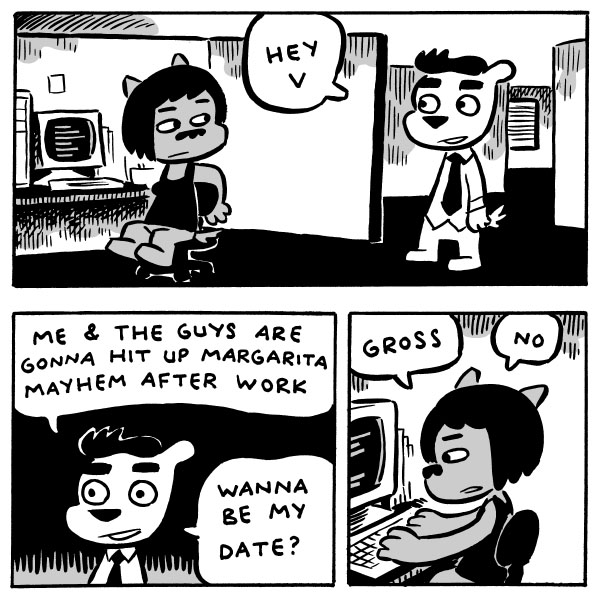 HEY
V
ME & THE GUYS ARE
GONNA HIT UP MARGARITA
MAYHEM AFTER WORK
WANNA
BE MY
DATE?
GROSS
NO